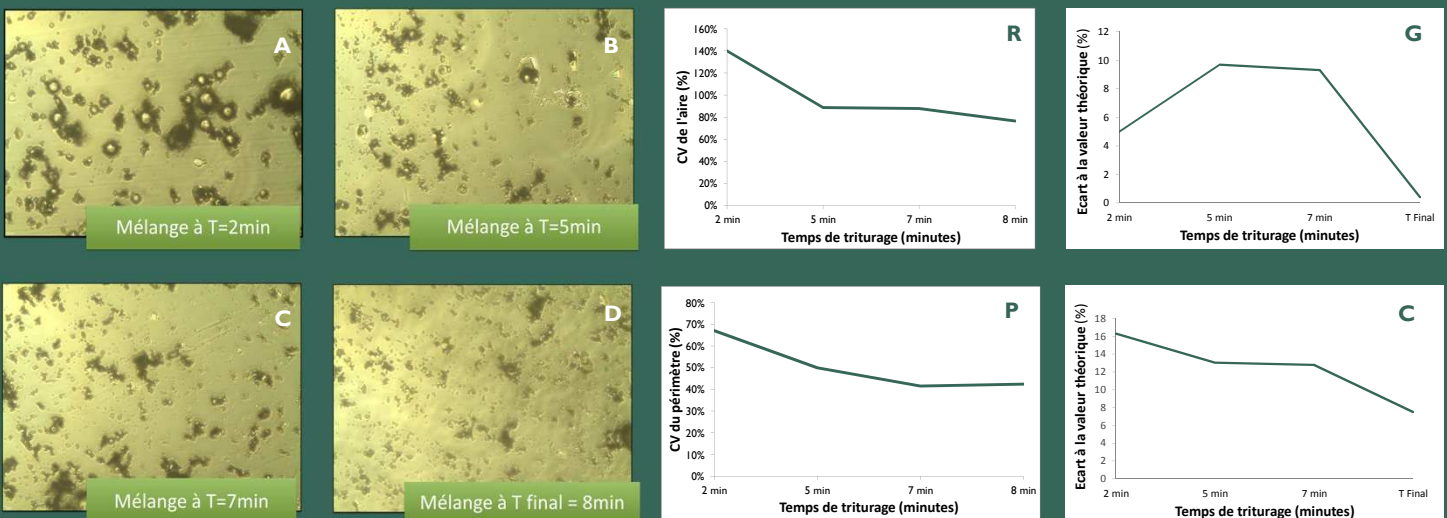 A
Mélange à T=2min
B
Mélange à T=5min
R
CV de l'aire (%)
160%
140%
120%
100%
80%
60%
40%
20%
0%
2 min 5 min 7 min 8 min
Temps de triturage (minutes)
G
Ecart à la valeur théorique (%)
12
10
8
6
4
2
0
2 min 5 min 7 min T Final
Temps de triturage (minutes)
C
Mélange à T=7min
D
Mélange à T final = 8min
P
CV du périmètre (%)
80%
70%
60%
50%
40%
30%
20%
10%
0%
2 min 5 min 7 min 8 min
Temps de triturage (minutes)
C
Ecart à la valeur théorique (%)
18
16
14
12
10
8
6
4
2
0
2 min 5 min 7 min T Final
Temps de triturage (minutes)